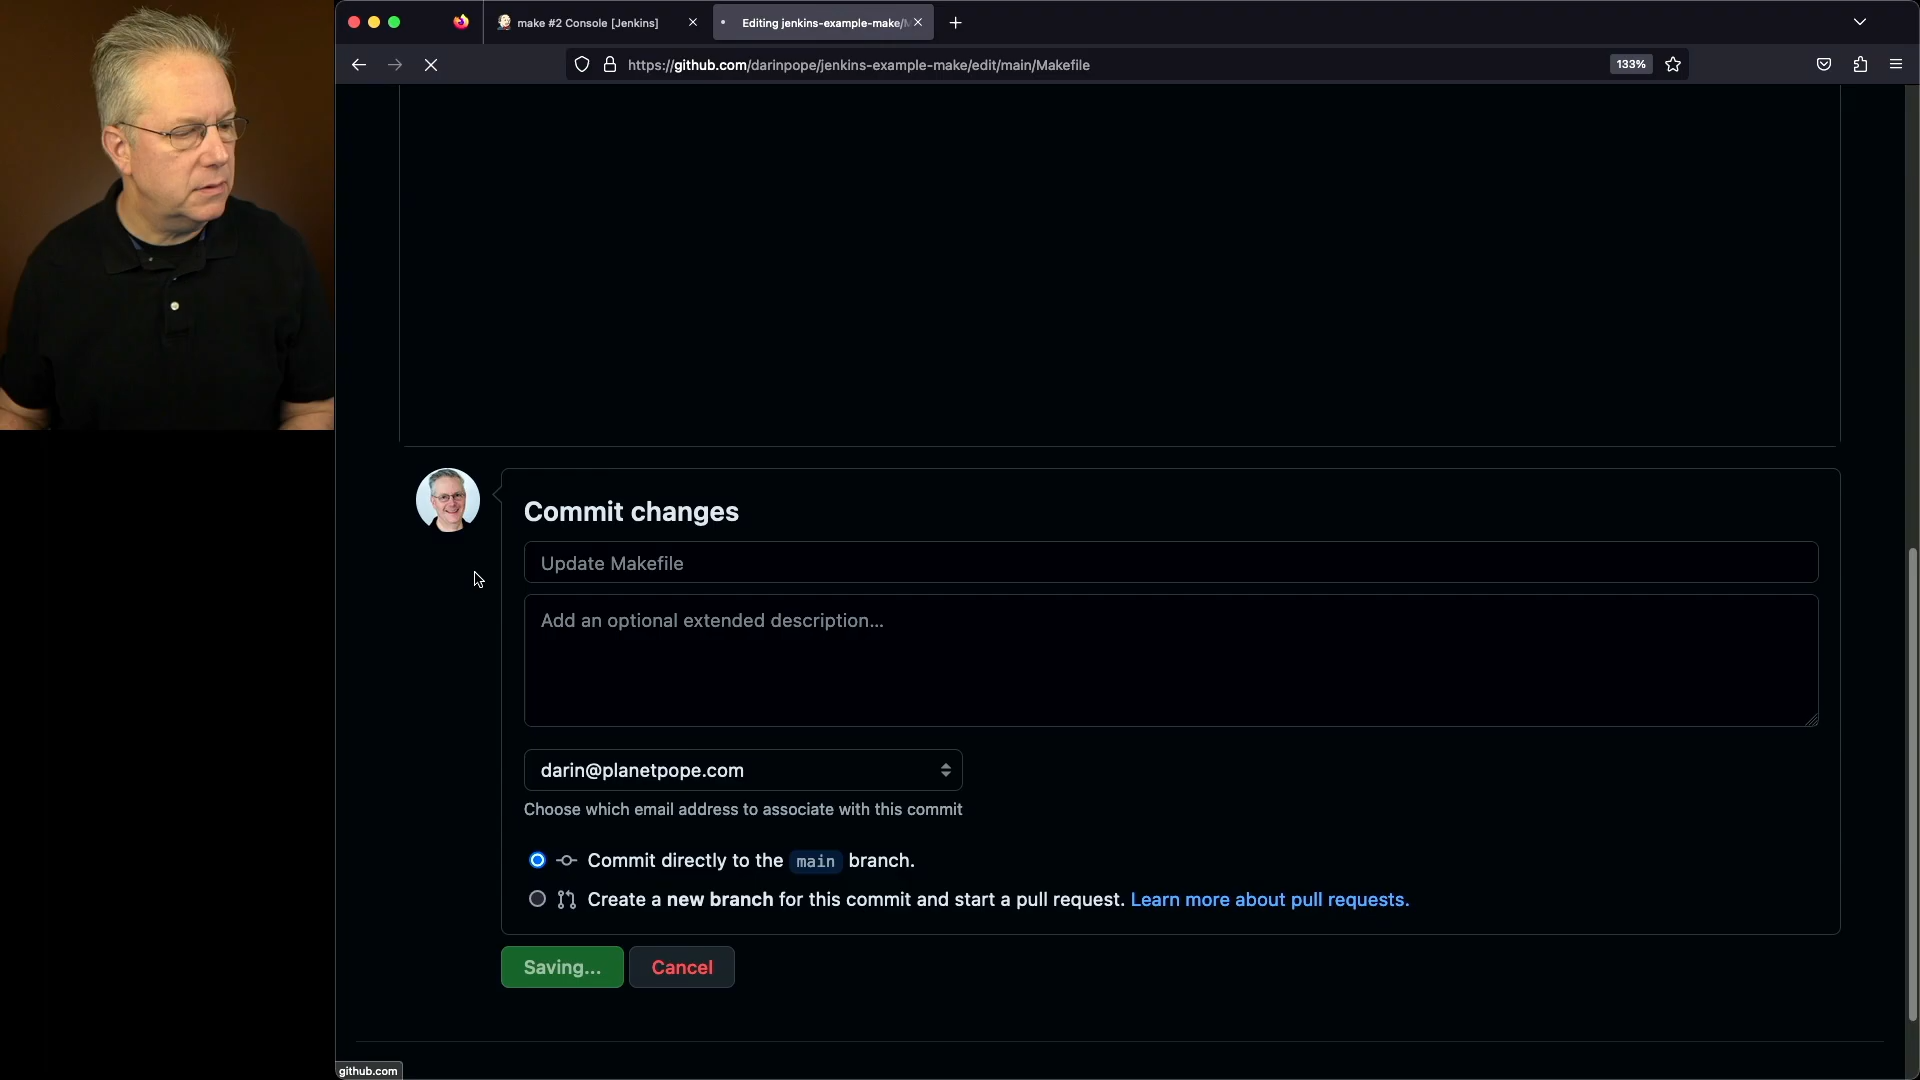 make #2 Console [Jenkins]
Editing jenkins-example-make/M
https://github.com/darinpope/jenkins-example-make/edit/main/Makefile
133%
Commit changes
Update Makefile
Add an optional extended description...
darin@planetpope.com
Choose which email address to associate with this commit
Commit directly to the main branch.
Create a new branch for this commit and start a pull request. Learn more about pull requests.
Saving...
Cancel
github.com